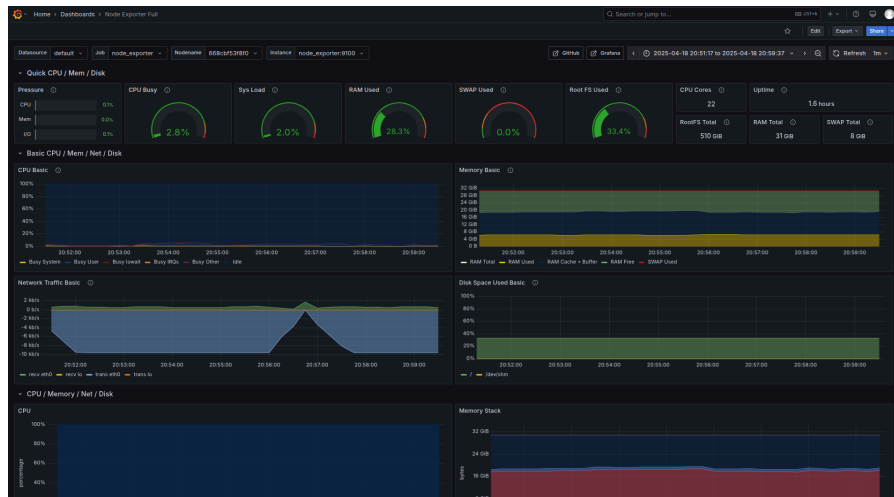 Home › Dashboards › Node Exporter Full
Search or jump to...
ctrl+k
Edit
Export
Share
Datasource default
Job node_exporter
Nodename 668cbf53f8f0
Instance node_exporter:9100
GitHub
Grafana
2025-04-18 20:51:17 to 2025-04-18 20:59:37
Refresh 1m
Quick CPU / Mem / Disk
Pressure
CPU 0.1%
Mem 0.0%
I/O 0.1%
CPU Busy
2.8%
Sys Load
2.0%
RAM Used
28.3%
SWAP Used
0.0%
Root FS Used
33.4%
CPU Cores
22
Uptime
1.6 hours
RootFS Total
510 GiB
RAM Total
31 GiB
SWAP Total
8 GiB
Basic CPU / Mem / Net / Disk
CPU Basic
100%
80%
60%
40%
20%
0%
20:52:00 20:53:00 20:54:00 20:55:00 20:56:00 20:57:00 20:58:00 20:59:00
Busy System Busy User Busy Iowait Busy IRQs Busy Other Idle
Memory Basic
32 GiB
28 GiB
24 GiB
20 GiB
16 GiB
12 GiB
8 GiB
4 GiB
0 B
20:52:00 20:53:00 20:54:00 20:55:00 20:56:00 20:57:00 20:58:00 20:59:00
RAM Total RAM Used RAM Cache + Buffer RAM Free SWAP Used
Network Traffic Basic
2 kb/s
0 b/s
-2 kb/s
-4 kb/s
-6 kb/s
-8 kb/s
-10 kb/s
20:52:00 20:53:00 20:54:00 20:55:00 20:56:00 20:57:00 20:58:00 20:59:00
recv eth0 recv lo trans eth0 trans lo
Disk Space Used Basic
100%
80%
60%
40%
20%
0%
20:52:00 20:53:00 20:54:00 20:55:00 20:56:00 20:57:00 20:58:00 20:59:00
/ /dev/shm
CPU / Memory / Net / Disk
CPU
100%
80%
60%
40%
percentage
Memory Stack
32 GiB
24 GiB
16 GiB
bytes